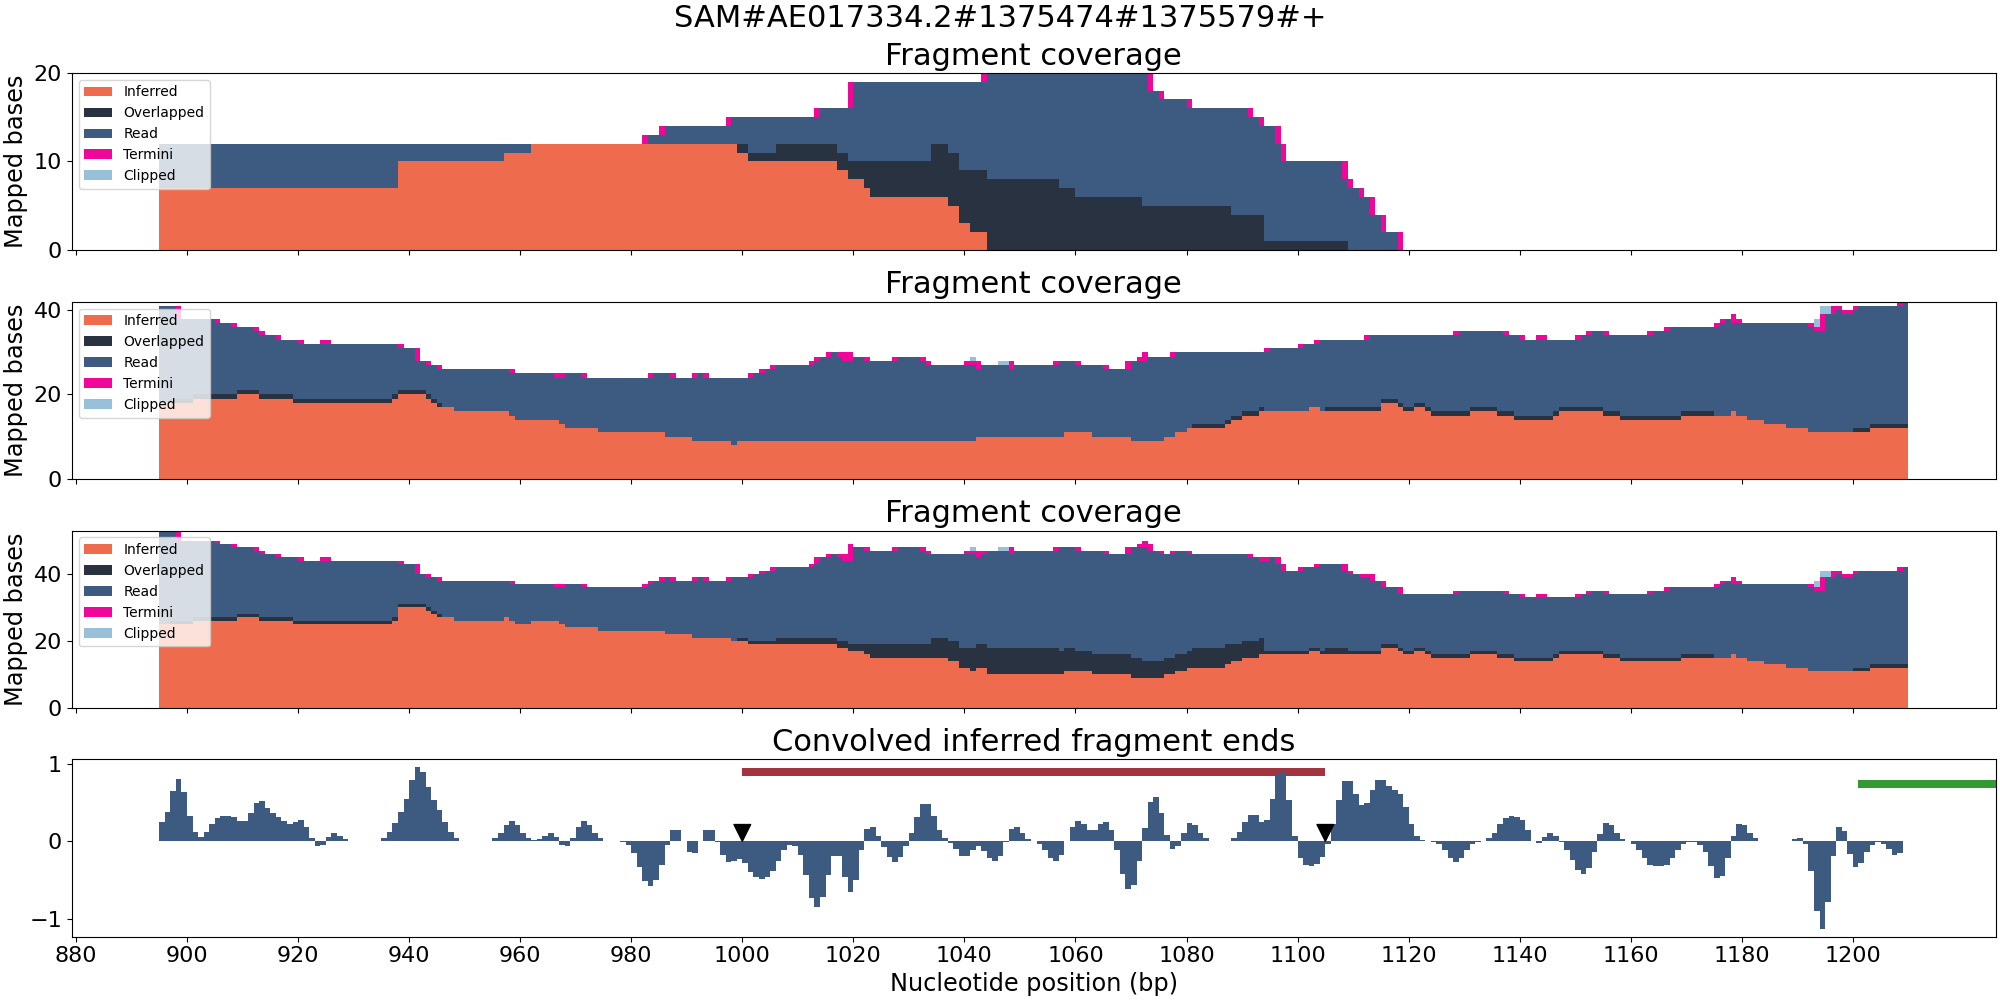 SAM#AE017334.2#1375474#1375579#+
Fragment coverage
Mapped bases
20
10
0
Inferred
Overlapped
Read
Termini
Clipped
Fragment coverage
Mapped bases
40
20
0
Inferred
Overlapped
Read
Termini
Clipped
Fragment coverage
Mapped bases
40
20
0
Inferred
Overlapped
Read
Termini
Clipped
Convolved inferred fragment ends
1
0
−1
880 900 920 940 960 980 1000 1020 1040 1060 1080 1100 1120 1140 1160 1180 1200
Nucleotide position (bp)